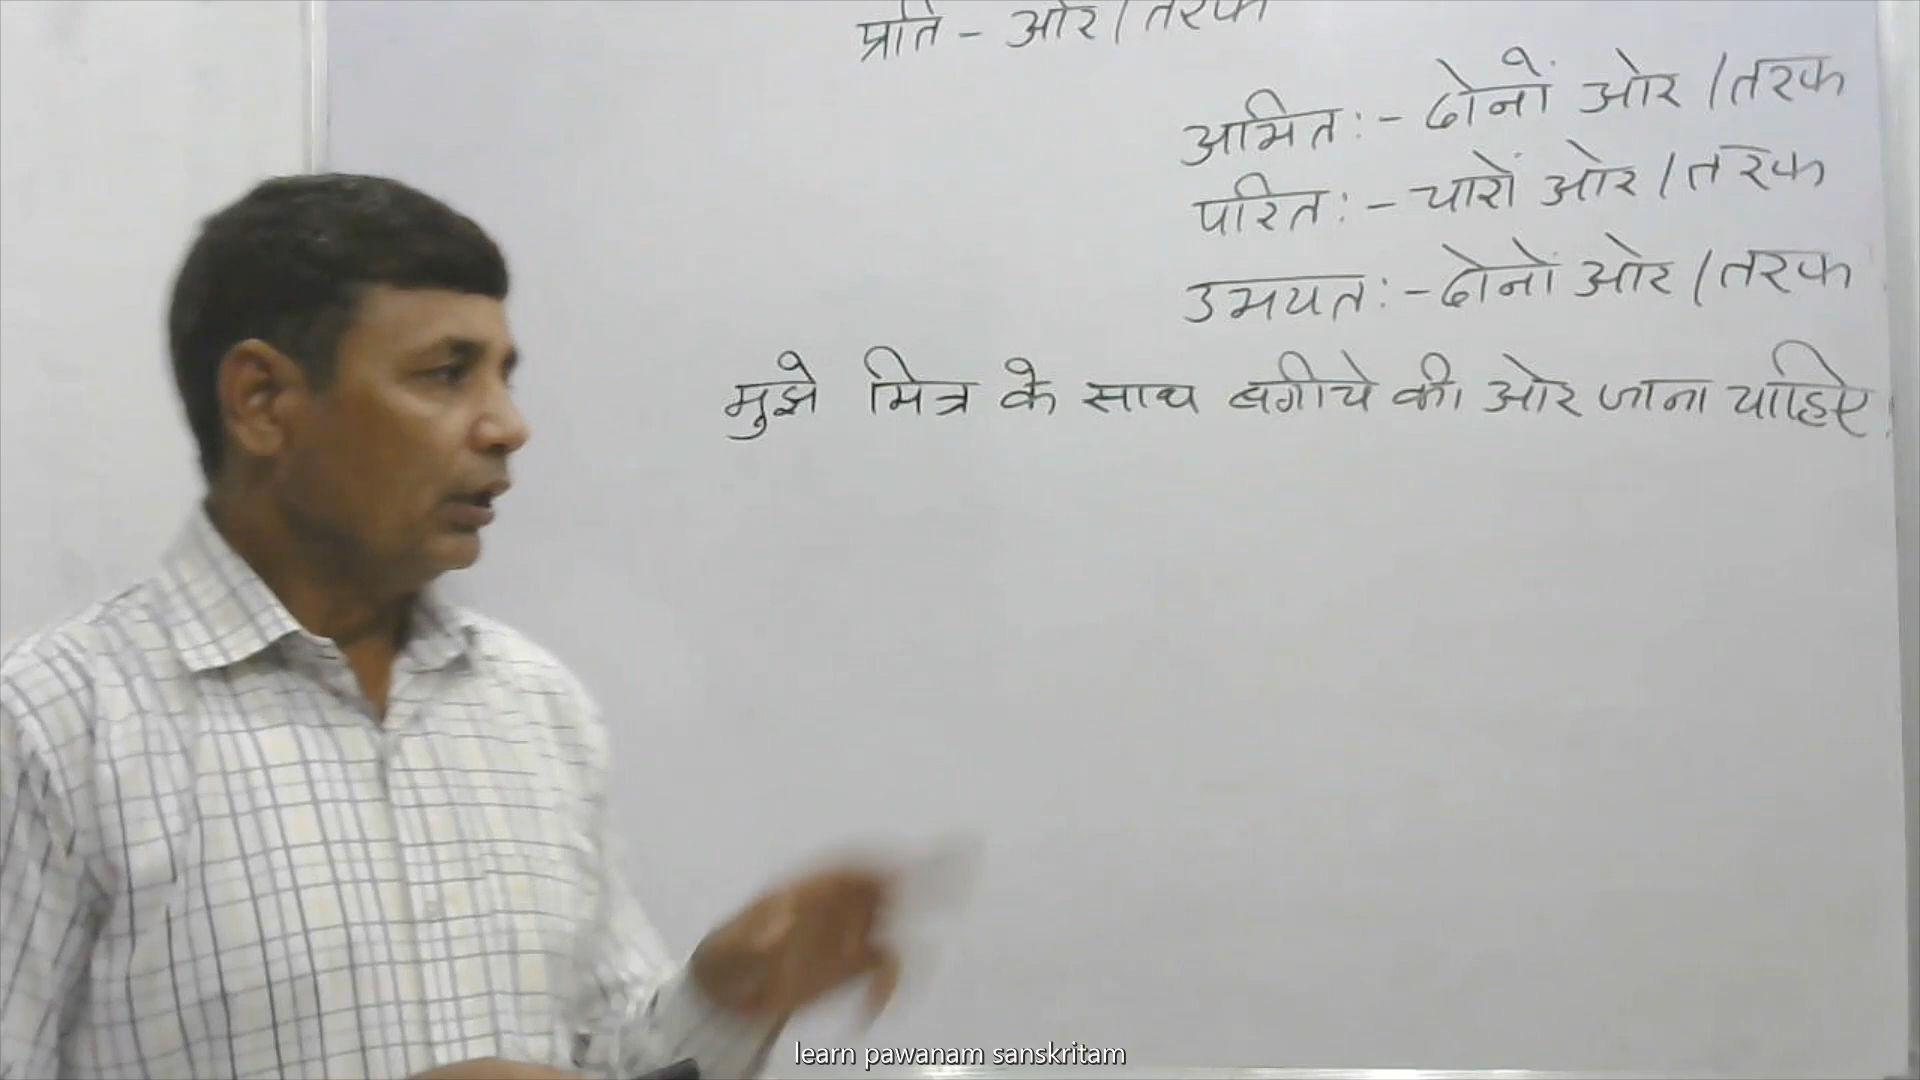 प्रति - ओर / तरफ
अभितः - दोनों ओर / तरफ
परितः - चारों ओर / तरफ
उभयतः - दोनों ओर / तरफ
मुझे मित्र के साथ बगीचे की ओर जाना चाहिए।
learn pawanam sanskritam